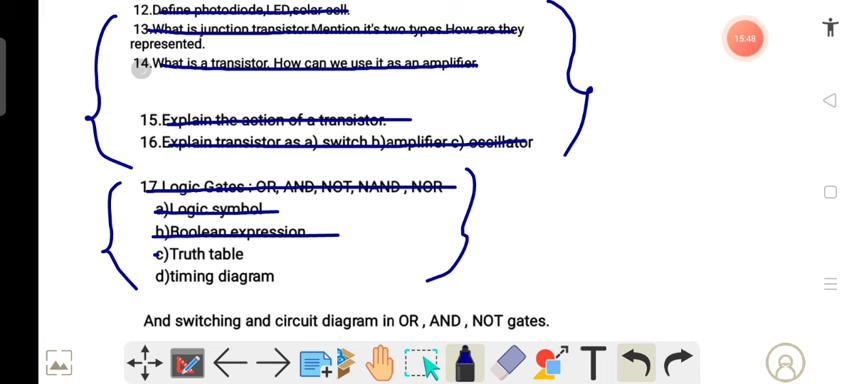 12.Define photodiode,LED,solar cell.
15:48
13.What is junction transistor.Mention it's two types.How are they
represented.
14.What is a transistor. How can we use it as an amplifier.
15.Explain the action of a transistor.
16.Explain transistor as a) switch b)amplifier c) oscillator
17 Logic Gates : OR, AND, NOT, NAND , NOR
a)Logic symbol
b)Boolean expression
c)Truth table
d)timing diagram
And switching and circuit diagram in OR , AND , NOT gates.
T